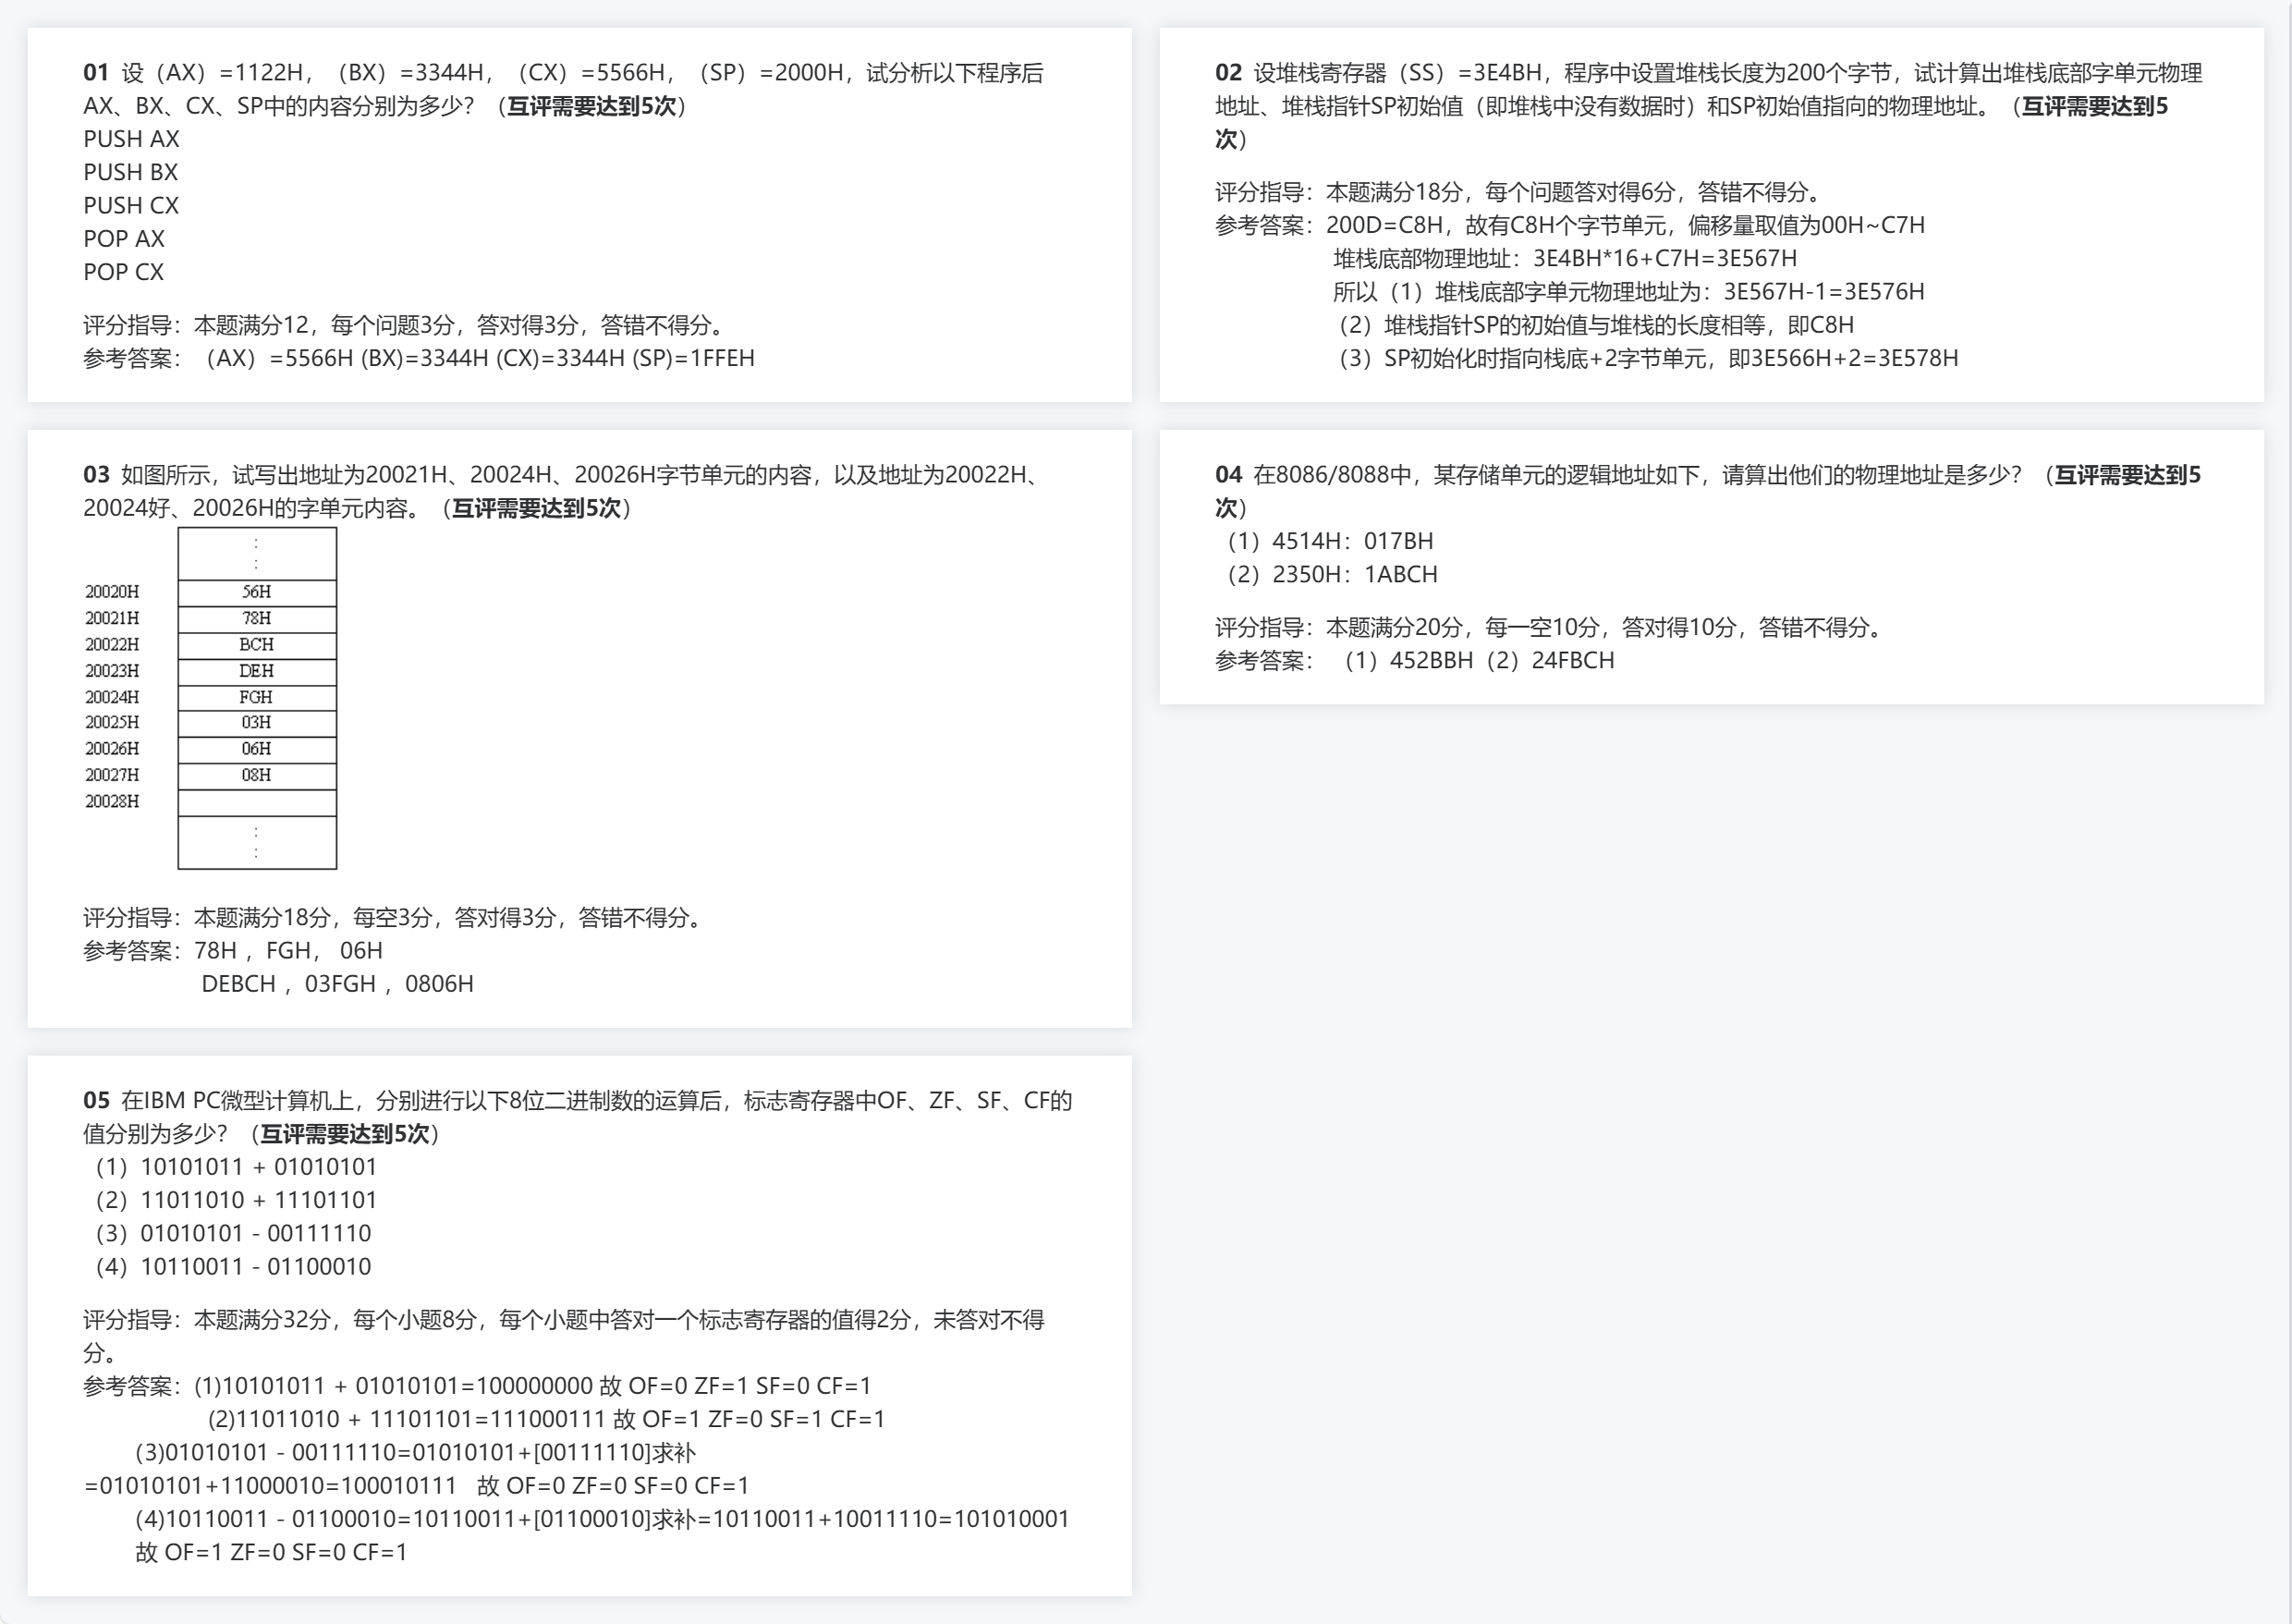 01 设（AX）=1122H，（BX）=3344H，（CX）=5566H，（SP）=2000H，试分析以下程序后
AX、BX、CX、SP中的内容分别为多少？（互评需要达到5次）
PUSH AX
PUSH BX
PUSH CX
POP AX
POP CX
评分指导：本题满分12，每个问题3分，答对得3分，答错不得分。
参考答案：（AX）=5566H (BX)=3344H (CX)=3344H (SP)=1FFEH
02 设堆栈寄存器（SS）=3E4BH，程序中设置堆栈长度为200个字节，试计算出堆栈底部字单元物理
地址、堆栈指针SP初始值（即堆栈中没有数据时）和SP初始值指向的物理地址。（互评需要达到5
次）
评分指导：本题满分18分，每个问题答对得6分，答错不得分。
参考答案：200D=C8H，故有C8H个字节单元，偏移量取值为00H~C7H
堆栈底部物理地址：3E4BH*16+C7H=3E567H
所以（1）堆栈底部字单元物理地址为：3E567H-1=3E576H
（2）堆栈指针SP的初始值与堆栈的长度相等，即C8H
（3）SP初始化时指向栈底+2字节单元，即3E566H+2=3E578H
03 如图所示，试写出地址为20021H、20024H、20026H字节单元的内容，以及地址为20022H、
20024好、20026H的字单元内容。（互评需要达到5次）
:
:
20020H 56H
20021H 78H
20022H BCH
20023H DEH
20024H FGH
20025H 03H
20026H 06H
20027H 08H
20028H
:
:
评分指导：本题满分18分，每空3分，答对得3分，答错不得分。
参考答案：78H ，FGH， 06H
DEBCH ，03FGH ，0806H
04 在8086/8088中，某存储单元的逻辑地址如下，请算出他们的物理地址是多少？（互评需要达到5
次）
（1）4514H：017BH
（2）2350H：1ABCH
评分指导：本题满分20分，每一空10分，答对得10分，答错不得分。
参考答案：（1）452BBH（2）24FBCH
05 在IBM PC微型计算机上，分别进行以下8位二进制数的运算后，标志寄存器中OF、ZF、SF、CF的
值分别为多少？（互评需要达到5次）
（1）10101011 + 01010101
（2）11011010 + 11101101
（3）01010101 - 00111110
（4）10110011 - 01100010
评分指导：本题满分32分，每个小题8分，每个小题中答对一个标志寄存器的值得2分，未答对不得
分。
参考答案：(1)10101011 + 01010101=100000000 故 OF=0 ZF=1 SF=0 CF=1
(2)11011010 + 11101101=111000111 故 OF=1 ZF=0 SF=1 CF=1
(3)01010101 - 00111110=01010101+[00111110]求补
=01010101+11000010=100010111 故 OF=0 ZF=0 SF=0 CF=1
(4)10110011 - 01100010=10110011+[01100010]求补=10110011+10011110=101010001
故 OF=1 ZF=0 SF=0 CF=1